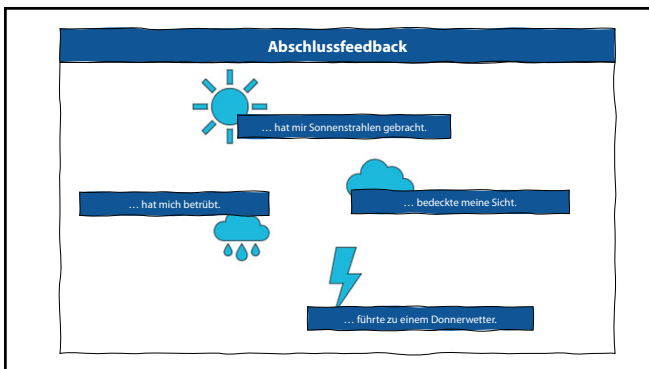 Abschlussfeedback
… hat mir Sonnenstrahlen gebracht.
… hat mich betrübt.
… bedeckte meine Sicht.
… führte zu einem Donnerwetter.